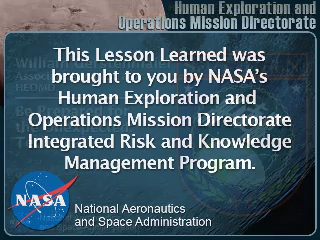 Human Exploration and
Operations Mission Directorate
This Lesson Learned was
brought to you by NASA's
Human Exploration and
Operations Mission Directorate
Integrated Risk and Knowledge
Management Program.
NASA
National Aeronautics
and Space Administration